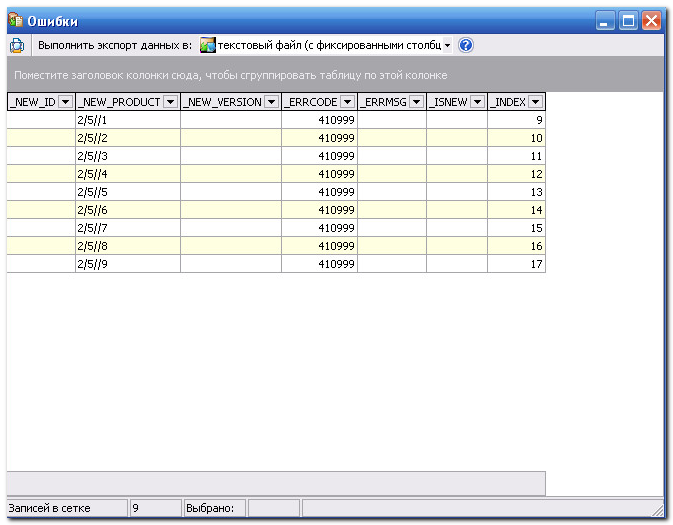 Ошибки
Выполнить экспорт данных в: текстовый файл (с фиксированными столбц
Поместите заголовок колонки сюда, чтобы сгруппировать таблицу по этой колонке
_NEW_ID _NEW_PRODUCT _NEW_VERSION _ERRCODE _ERRMSG _ISNEW _INDEX
2/5//1 410999 9
2/5//2 410999 10
2/5//3 410999 11
2/5//4 410999 12
2/5//5 410999 13
2/5//6 410999 14
2/5//7 410999 15
2/5//8 410999 16
2/5//9 410999 17
Записей в сетке 9 Выбрано: